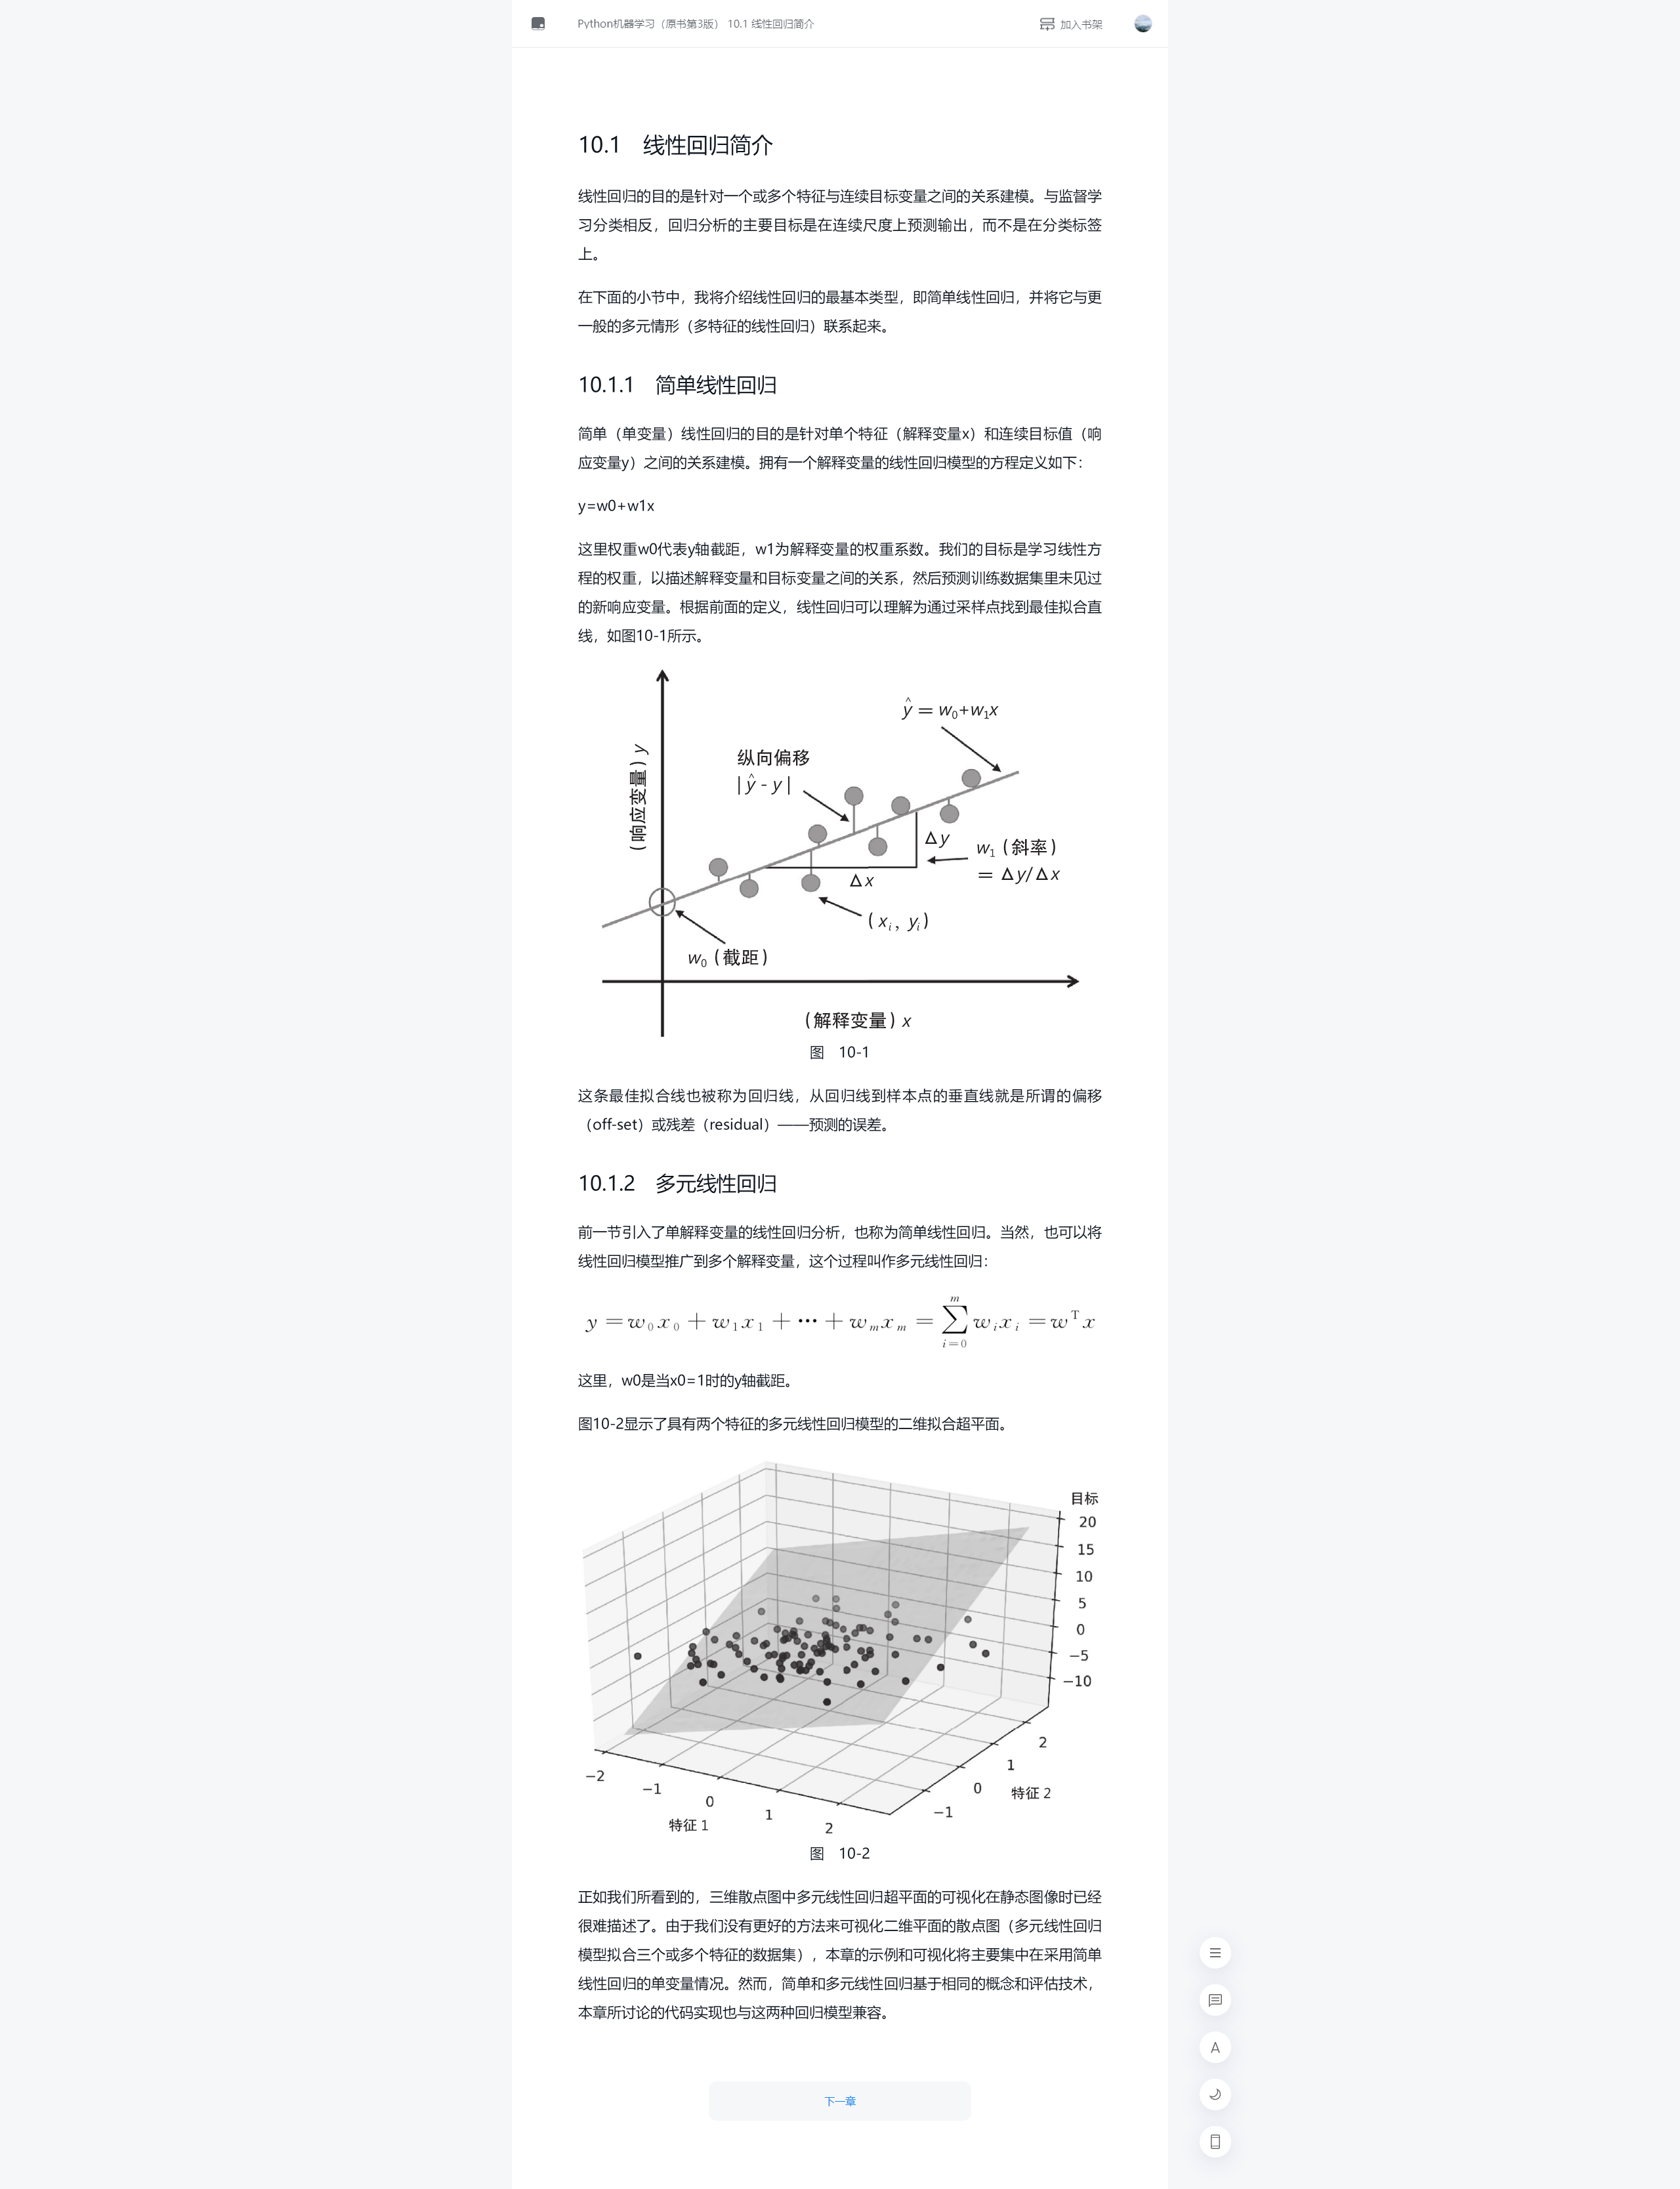 Python机器学习（原书第3版） 10.1 线性回归简介
加入书架
10.1 线性回归简介
线性回归的目的是针对一个或多个特征与连续目标变量之间的关系建模。与监督学
习分类相反，回归分析的主要目标是在连续尺度上预测输出，而不是在分类标签
上。
在下面的小节中，我将介绍线性回归的最基本类型，即简单线性回归，并将它与更
一般的多元情形（多特征的线性回归）联系起来。
10.1.1 简单线性回归
简单（单变量）线性回归的目的是针对单个特征（解释变量x）和连续目标值（响
应变量y）之间的关系建模。拥有一个解释变量的线性回归模型的方程定义如下：
y=w0+w1x
这里权重w0代表y轴截距，w1为解释变量的权重系数。我们的目标是学习线性方
程的权重，以描述解释变量和目标变量之间的关系，然后预测训练数据集里未见过
的新响应变量。根据前面的定义，线性回归可以理解为通过采样点找到最佳拟合直
线，如图10-1所示。
ŷ = w₀+w₁x
纵向偏移
|ŷ - y|
（响应变量）y
Δy
w₁（斜率）
= Δy/Δx
Δx
（xᵢ, yᵢ）
w₀（截距）
（解释变量）x
图 10-1
这条最佳拟合线也被称为回归线，从回归线到样本点的垂直线就是所谓的偏移
（off-set）或残差（residual）——预测的误差。
10.1.2 多元线性回归
前一节引入了单解释变量的线性回归分析，也称为简单线性回归。当然，也可以将
线性回归模型推广到多个解释变量，这个过程叫作多元线性回归：
y = w₀x₀ + w₁x₁ + ··· + wₘxₘ = ∑ᵢ₌₀ᵐ wᵢxᵢ = wᵀx
这里，w0是当x0=1时的y轴截距。
图10-2显示了具有两个特征的多元线性回归模型的二维拟合超平面。
目标
20
15
10
5
0
−5
−10
2
1
0
−1
特征 2
−2
−1
0
1
2
特征 1
图 10-2
正如我们所看到的，三维散点图中多元线性回归超平面的可视化在静态图像时已经
很难描述了。由于我们没有更好的方法来可视化二维平面的散点图（多元线性回归
模型拟合三个或多个特征的数据集），本章的示例和可视化将主要集中在采用简单
线性回归的单变量情况。然而，简单和多元线性回归基于相同的概念和评估技术，
本章所讨论的代码实现也与这两种回归模型兼容。
下一章
A